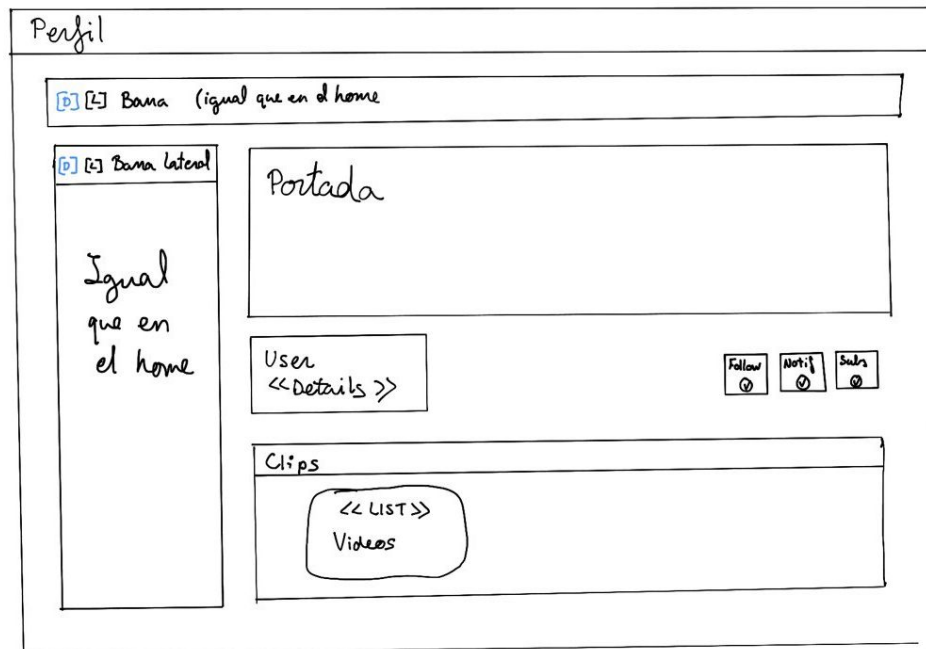 Perfil
[D] [L] Barra (igual que en el home
[D] [L] Barra lateral
Igual
que en
el home
Portada
User
<<Details>>
Follow
Notif
Subs
Clips
<<LIST>>
Videos